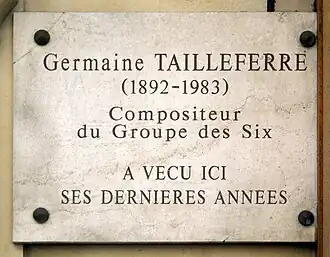 Germaine TAILLEFERRE
(1892-1983)
Compositeur
du Groupe des Six
A VECU ICI
SES DERNIERES ANNEES